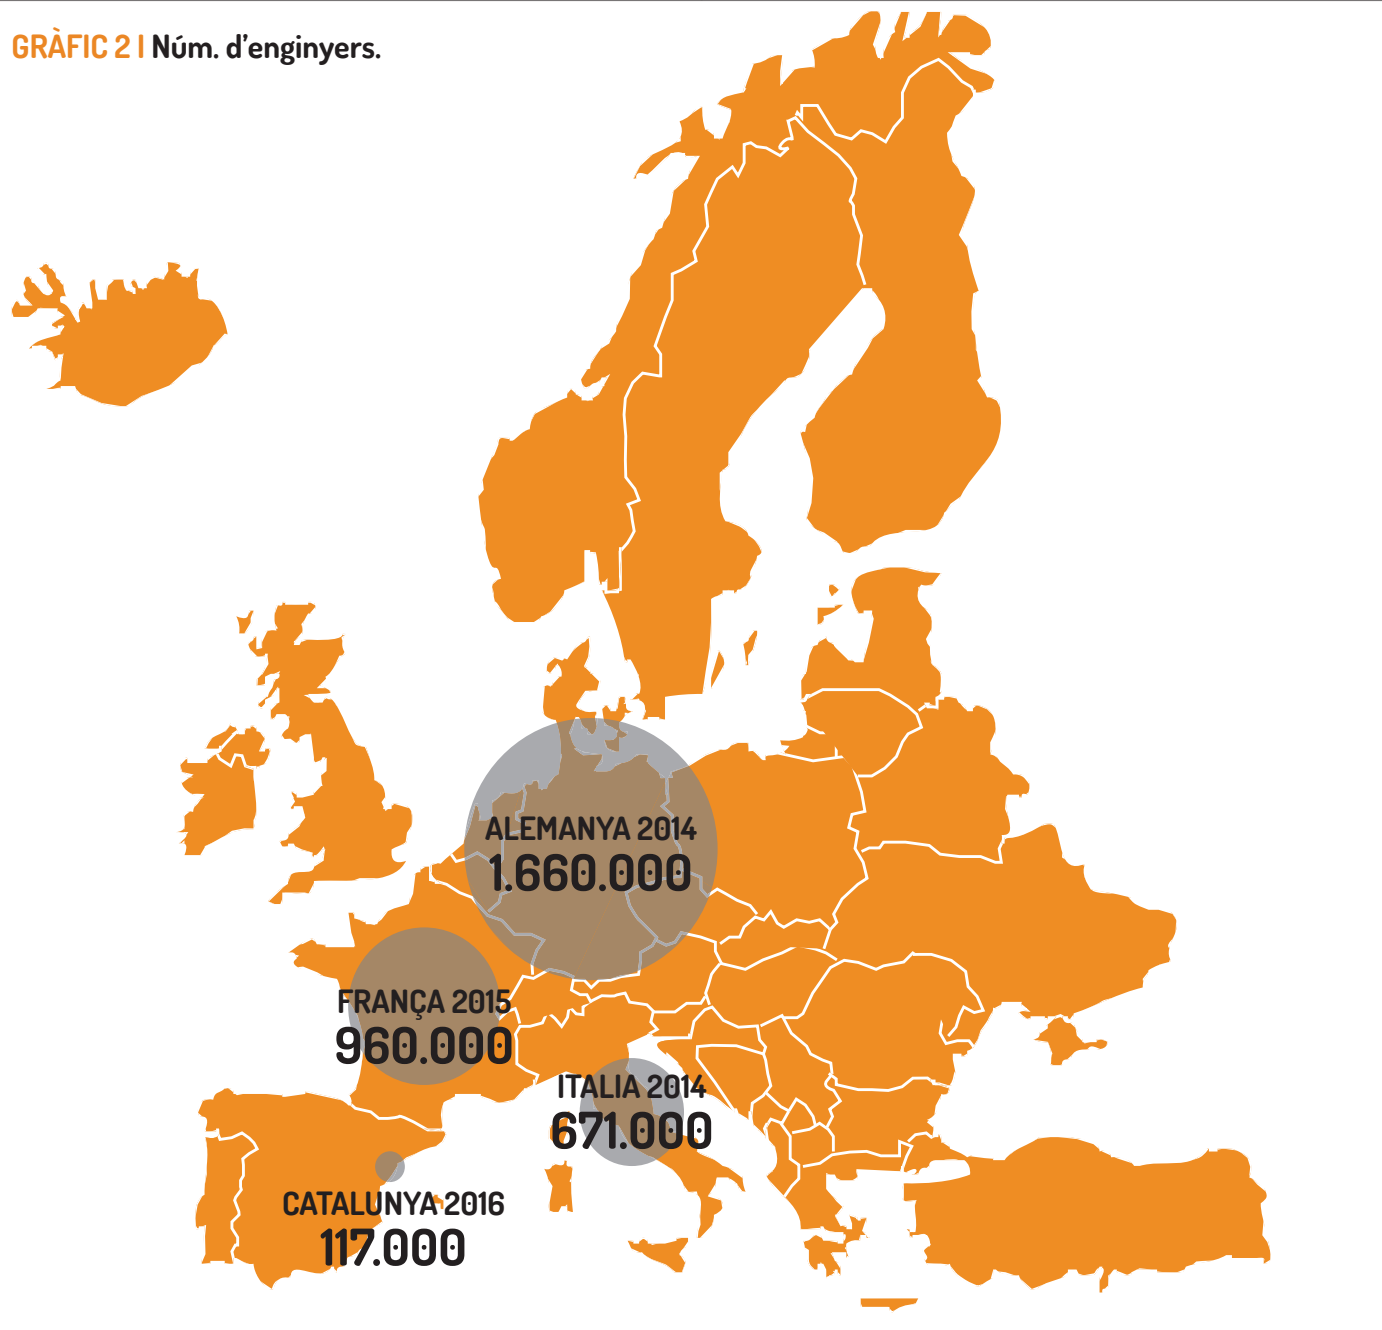 GRÀFIC 2 | Núm. d’enginyers.
ALEMANYA 2014
1.660.000
FRANÇA 2015
960.000
ITALIA 2014
671.000
CATALUNYA 2016
117.000